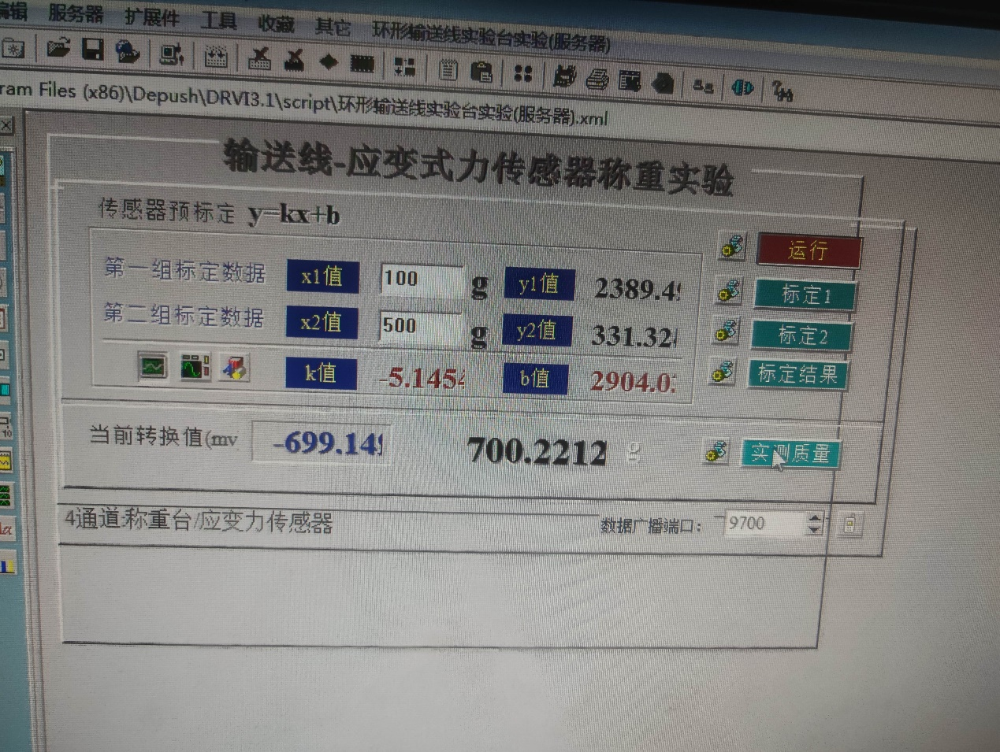 编辑 服务器 扩展件 工具 收藏 其它 环形输送线实验台实验(服务器)
ram Files (x86)\Depush\DRVI3.1\script\环形输送线实验台实验(服务器).xml
输送线-应变式力传感器称重实验
传感器预标定 y=kx+b
运行
第一组标定数据 x1值 100 g y1值 2389.4
标定1
第二组标定数据 x2值 500 g y2值 331.32
标定2
k值 -5.145 b值 2904.0
标定结果
当前转换值(mv -699.14 700.2212 g 实测质量
4通道:称重台/应变力传感器
数据广播端口: 9700